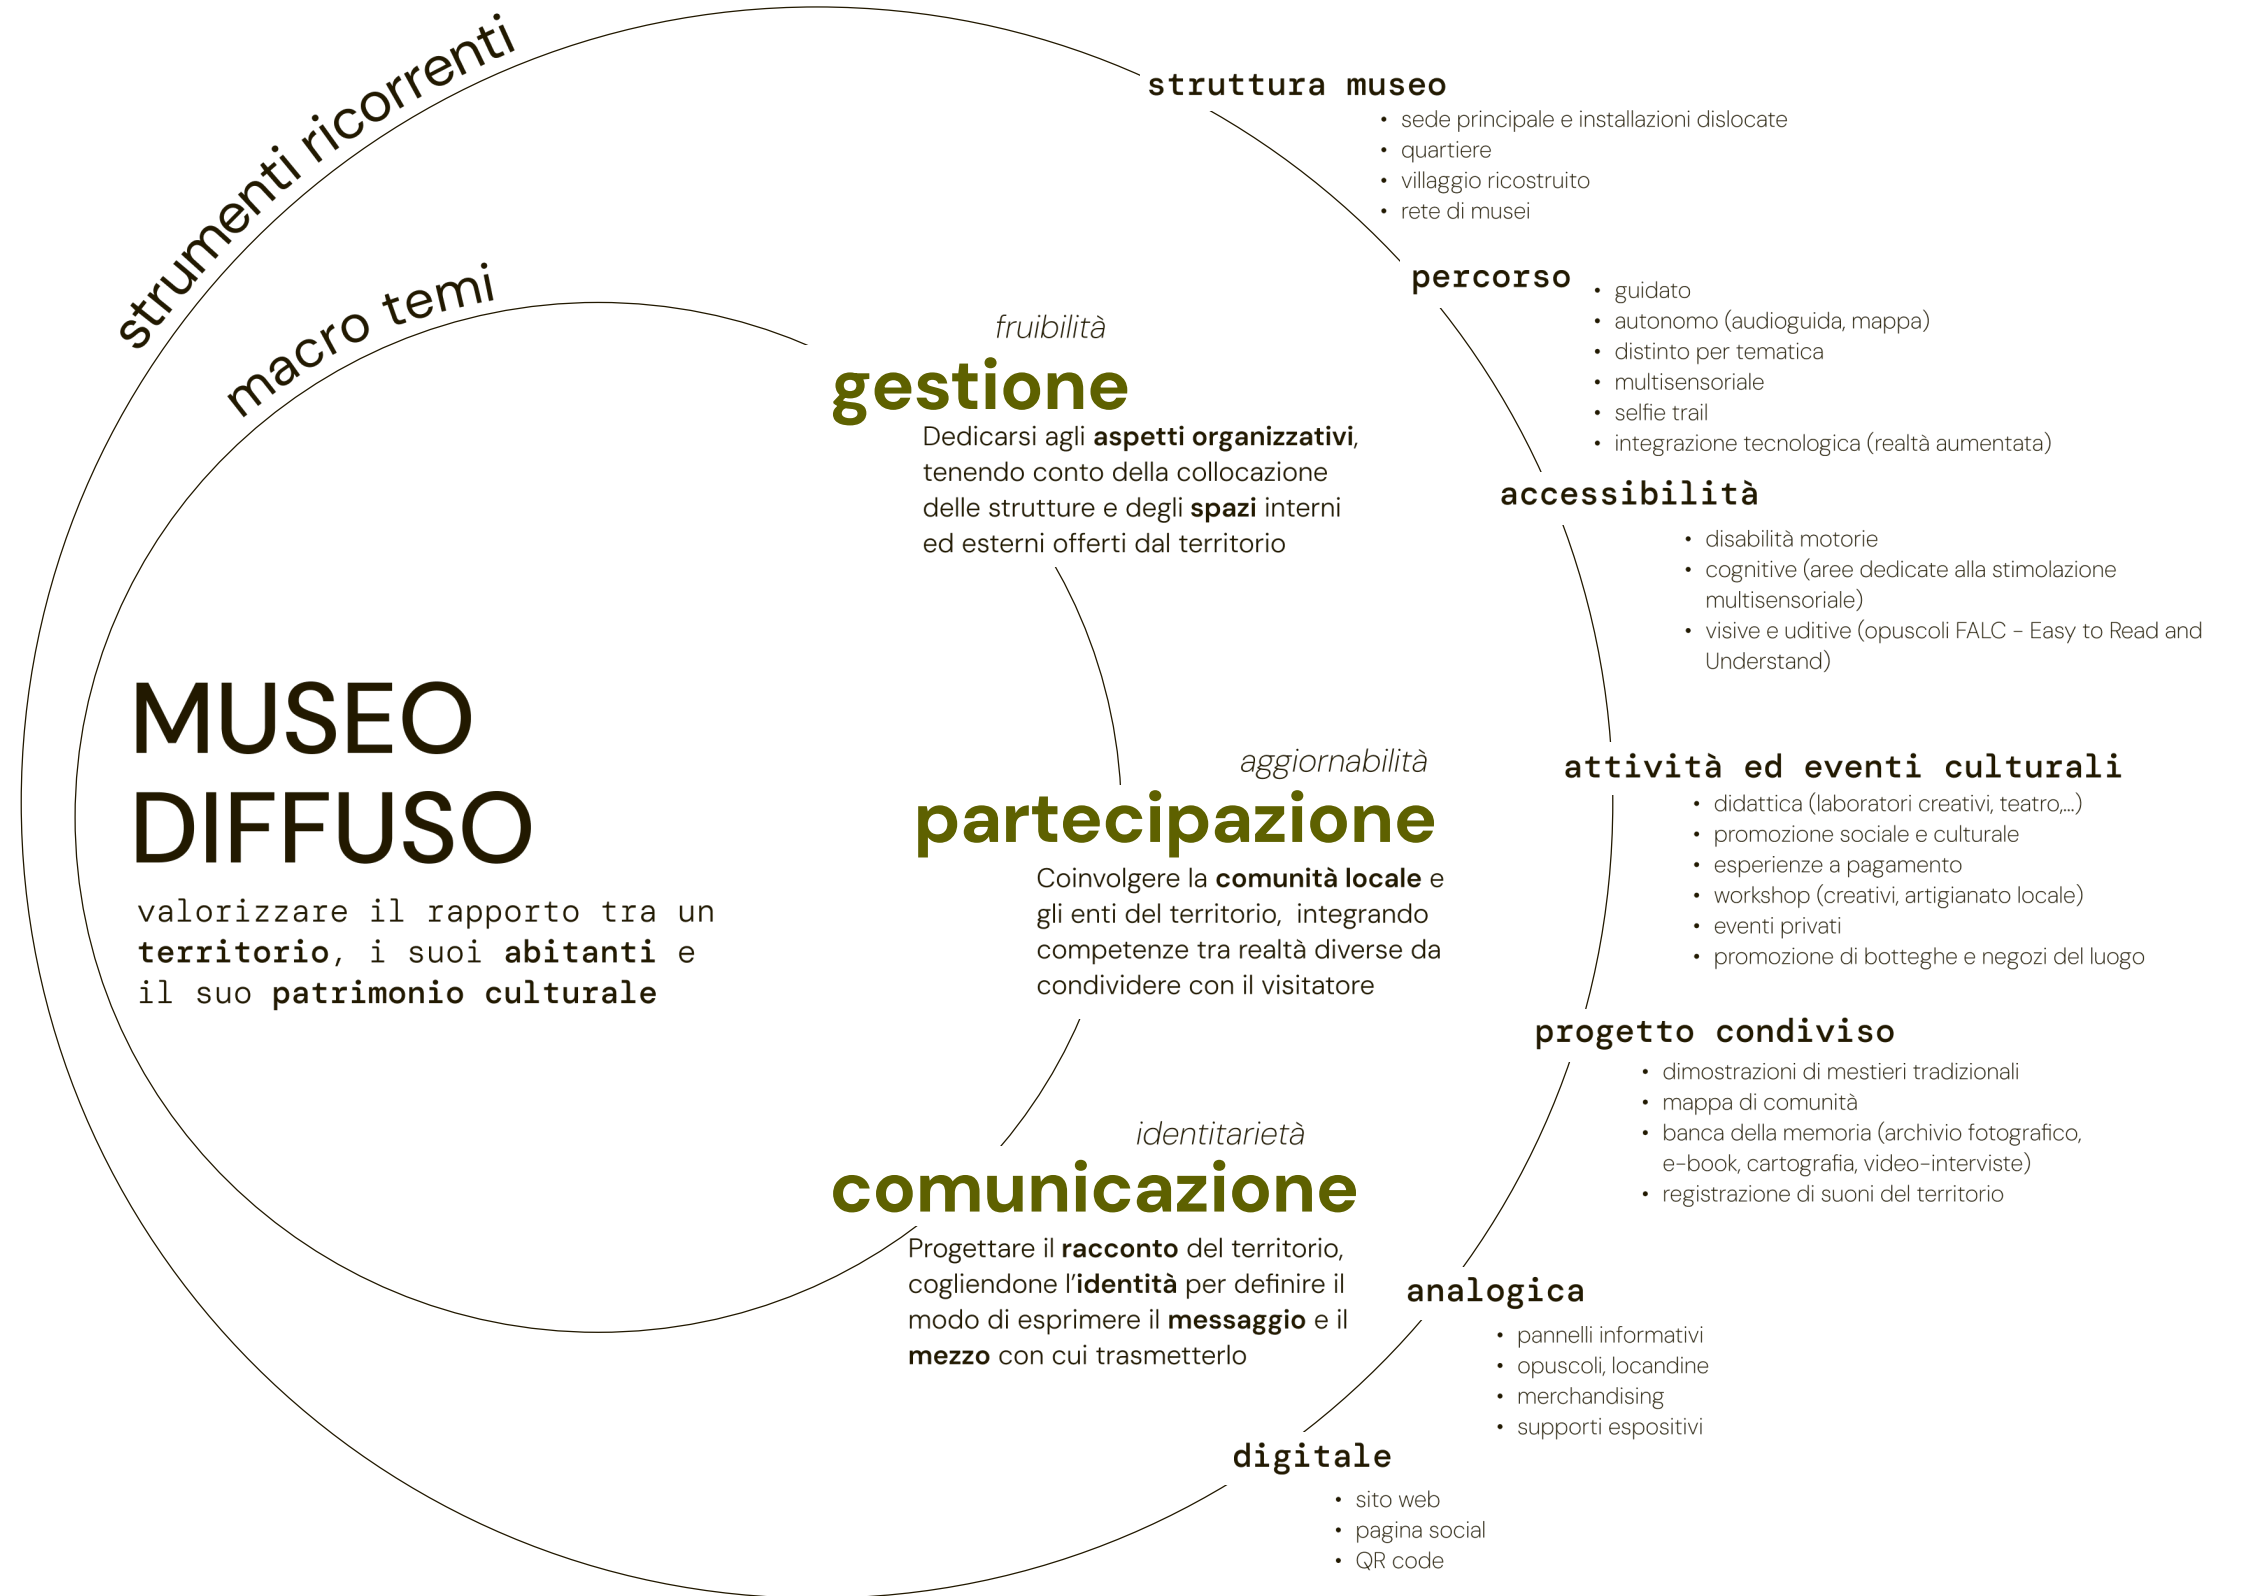 strumenti ricorrenti
macro temi
MUSEO
DIFFUSO
valorizzare il rapporto tra un
territorio, i suoi abitanti e
il suo patrimonio culturale
fruibilità
gestione
Dedicarsi agli aspetti organizzativi,
tenendo conto della collocazione
delle strutture e degli spazi interni
ed esterni offerti dal territorio
aggiornabilità
partecipazione
Coinvolgere la comunità locale e
gli enti del territorio, integrando
competenze tra realtà diverse da
condividere con il visitatore
identitarietà
comunicazione
Progettare il racconto del territorio,
cogliendone l'identità per definire il
modo di esprimere il messaggio e il
mezzo con cui trasmetterlo
struttura museo
• sede principale e installazioni dislocate
• quartiere
• villaggio ricostruito
• rete di musei
percorso
• guidato
• autonomo (audioguida, mappa)
• distinto per tematica
• multisensoriale
• selfie trail
• integrazione tecnologica (realtà aumentata)
accessibilità
• disabilità motorie
• cognitive (aree dedicate alla stimolazione
multisensoriale)
• visive e uditive (opuscoli FALC - Easy to Read and
Understand)
attività ed eventi culturali
• didattica (laboratori creativi, teatro,...)
• promozione sociale e culturale
• esperienze a pagamento
• workshop (creativi, artigianato locale)
• eventi privati
• promozione di botteghe e negozi del luogo
progetto condiviso
• dimostrazioni di mestieri tradizionali
• mappa di comunità
• banca della memoria (archivio fotografico,
e-book, cartografia, video-interviste)
• registrazione di suoni del territorio
analogica
• pannelli informativi
• opuscoli, locandine
• merchandising
• supporti espositivi
digitale
• sito web
• pagina social
• QR code